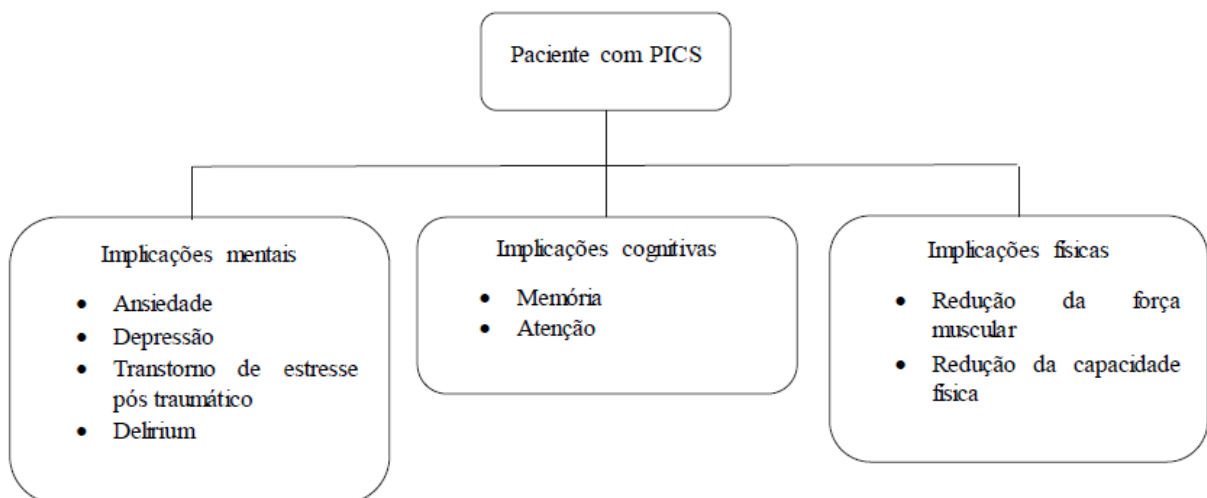 Paciente com PICS
Implicações mentais
• Ansiedade
• Depressão
• Transtorno de estresse
pós traumático
• Delirium
Implicações cognitivas
• Memória
• Atenção
Implicações físicas
• Redução da força
muscular
• Redução da capacidade
física